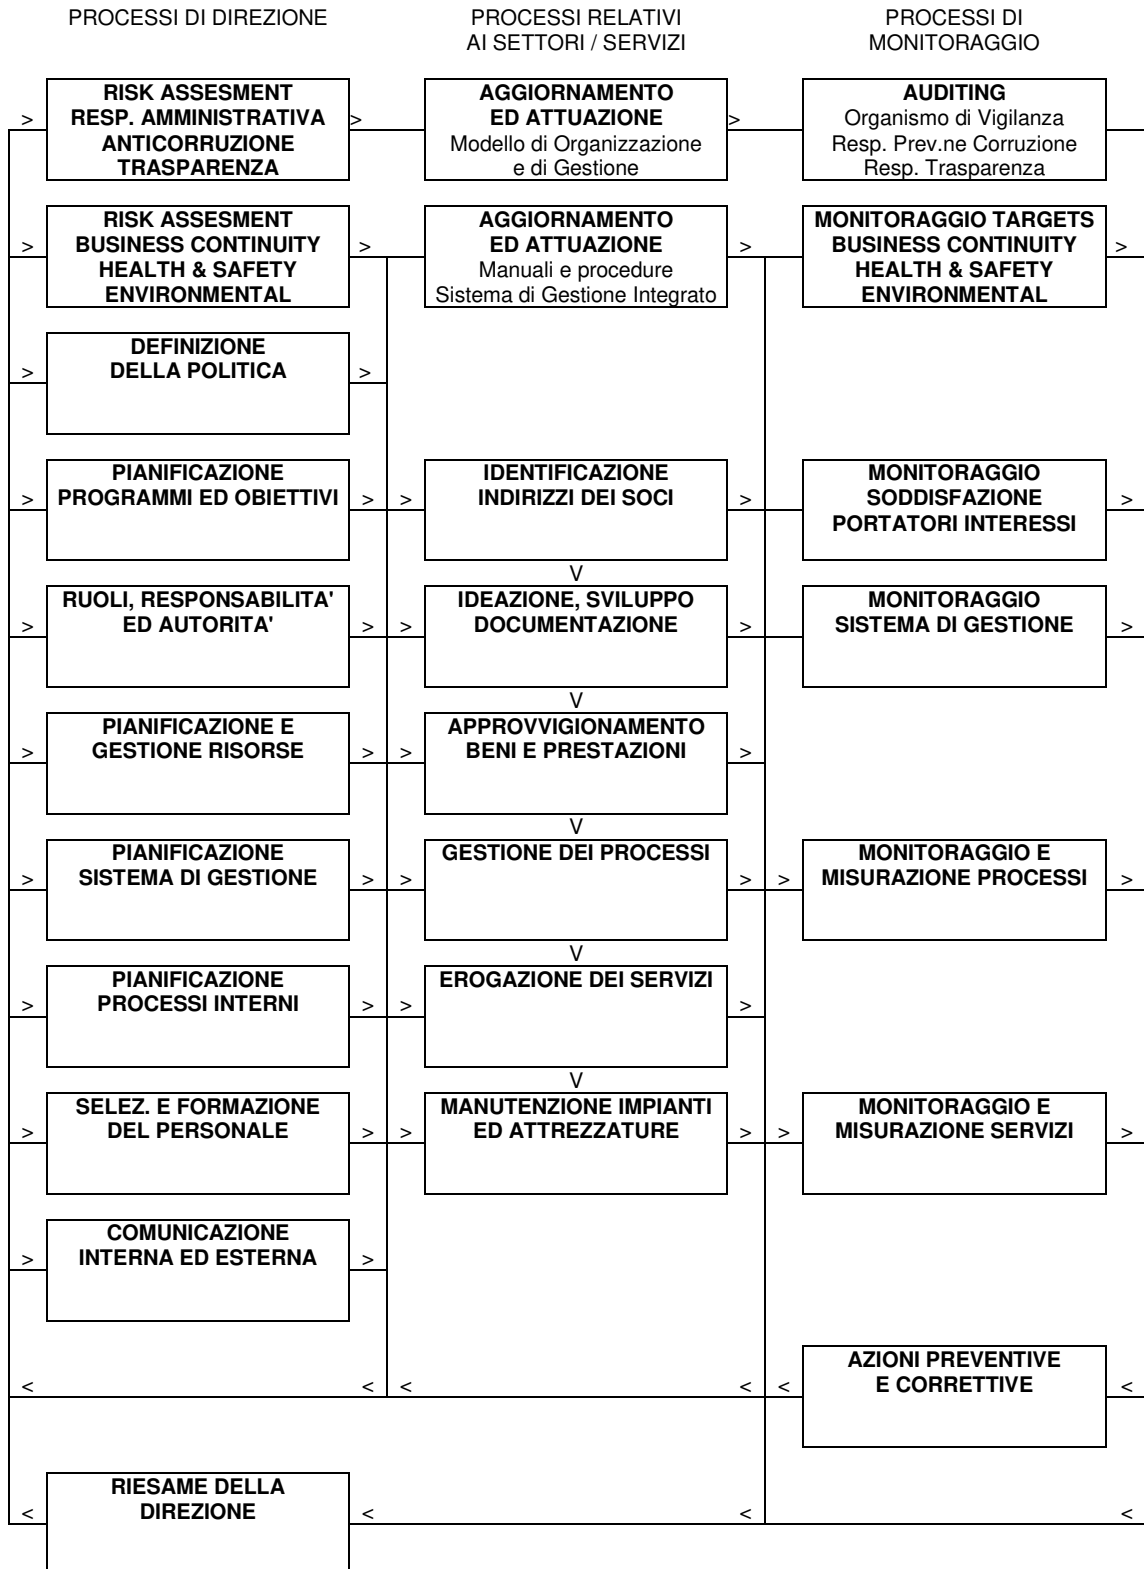 PROCESSI DI DIREZIONE
PROCESSI RELATIVI
AI SETTORI / SERVIZI
PROCESSI DI
MONITORAGGIO
RISK ASSESMENT
RESP. AMMINISTRATIVA
ANTICORRUZIONE
TRASPARENZA
AGGIORNAMENTO
ED ATTUAZIONE
Modello di Organizzazione
e di Gestione
AUDITING
Organismo di Vigilanza
Resp. Prev.ne Corruzione
Resp. Trasparenza
> > >
RISK ASSESMENT
BUSINESS CONTINUITY
HEALTH & SAFETY
ENVIRONMENTAL
AGGIORNAMENTO
ED ATTUAZIONE
Manuali e procedure
Sistema di Gestione Integrato
MONITORAGGIO TARGETS
BUSINESS CONTINUITY
HEALTH & SAFETY
ENVIRONMENTAL
> > > >
DEFINIZIONE
DELLA POLITICA
> >
PIANIFICAZIONE
PROGRAMMI ED OBIETTIVI
IDENTIFICAZIONE
INDIRIZZI DEI SOCI
MONITORAGGIO
SODDISFAZIONE
PORTATORI INTERESSI
> > > > >
V
RUOLI, RESPONSABILITA'
ED AUTORITA'
IDEAZIONE, SVILUPPO
DOCUMENTAZIONE
MONITORAGGIO
SISTEMA DI GESTIONE
> > > > >
V
PIANIFICAZIONE E
GESTIONE RISORSE
APPROVVIGIONAMENTO
BENI E PRESTAZIONI
> > > >
V
PIANIFICAZIONE
SISTEMA DI GESTIONE
GESTIONE DEI PROCESSI
MONITORAGGIO E
MISURAZIONE PROCESSI
> > > > > >
V
PIANIFICAZIONE
PROCESSI INTERNI
EROGAZIONE DEI SERVIZI
> > > >
V
SELEZ. E FORMAZIONE
DEL PERSONALE
MANUTENZIONE IMPIANTI
ED ATTREZZATURE
MONITORAGGIO E
MISURAZIONE SERVIZI
> > > > > >
COMUNICAZIONE
INTERNA ED ESTERNA
> >
AZIONI PREVENTIVE
E CORRETTIVE
< < < < < <
RIESAME DELLA
DIREZIONE
< < < <